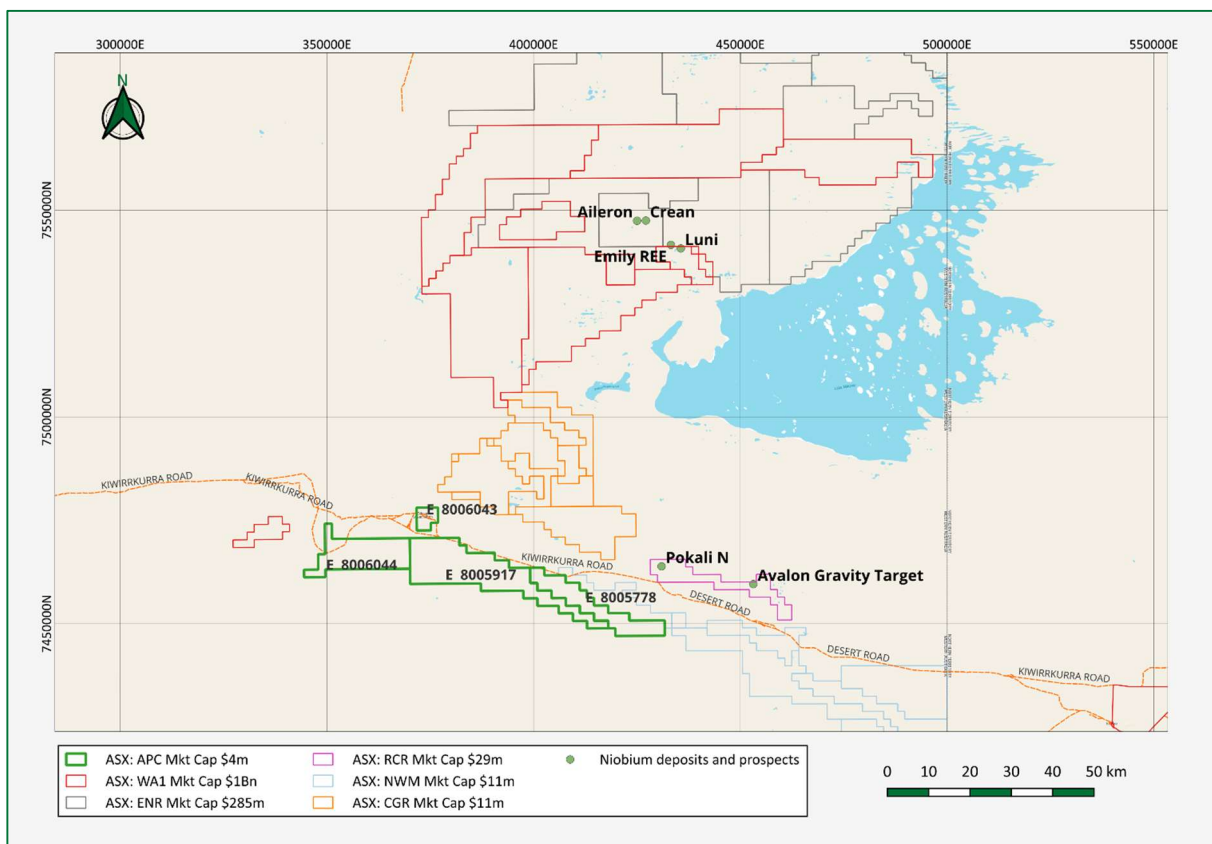 300000E 350000E 400000E 450000E 500000E 550000E
N
7550000N
Aileron Crean
Luni
Emily REE
7500000N
KIWIRRKURRA ROAD
KIWIRRKURRA ROAD
E 8006043
KIWIRRKURRA ROAD
Pokali N
E 8006044
E 8005917
Avalon Gravity Target
E 8005778
DESERT ROAD
7450000N
DESERT ROAD
KIWIRRKURRA ROAD
ASX: APC Mkt Cap $4m
ASX: WA1 Mkt Cap $1Bn
ASX: ENR Mkt Cap $285m
ASX: RCR Mkt Cap $29m
ASX: NWM Mkt Cap $11m
ASX: CGR Mkt Cap $11m
Niobium deposits and prospects
0 10 20 30 40 50 km